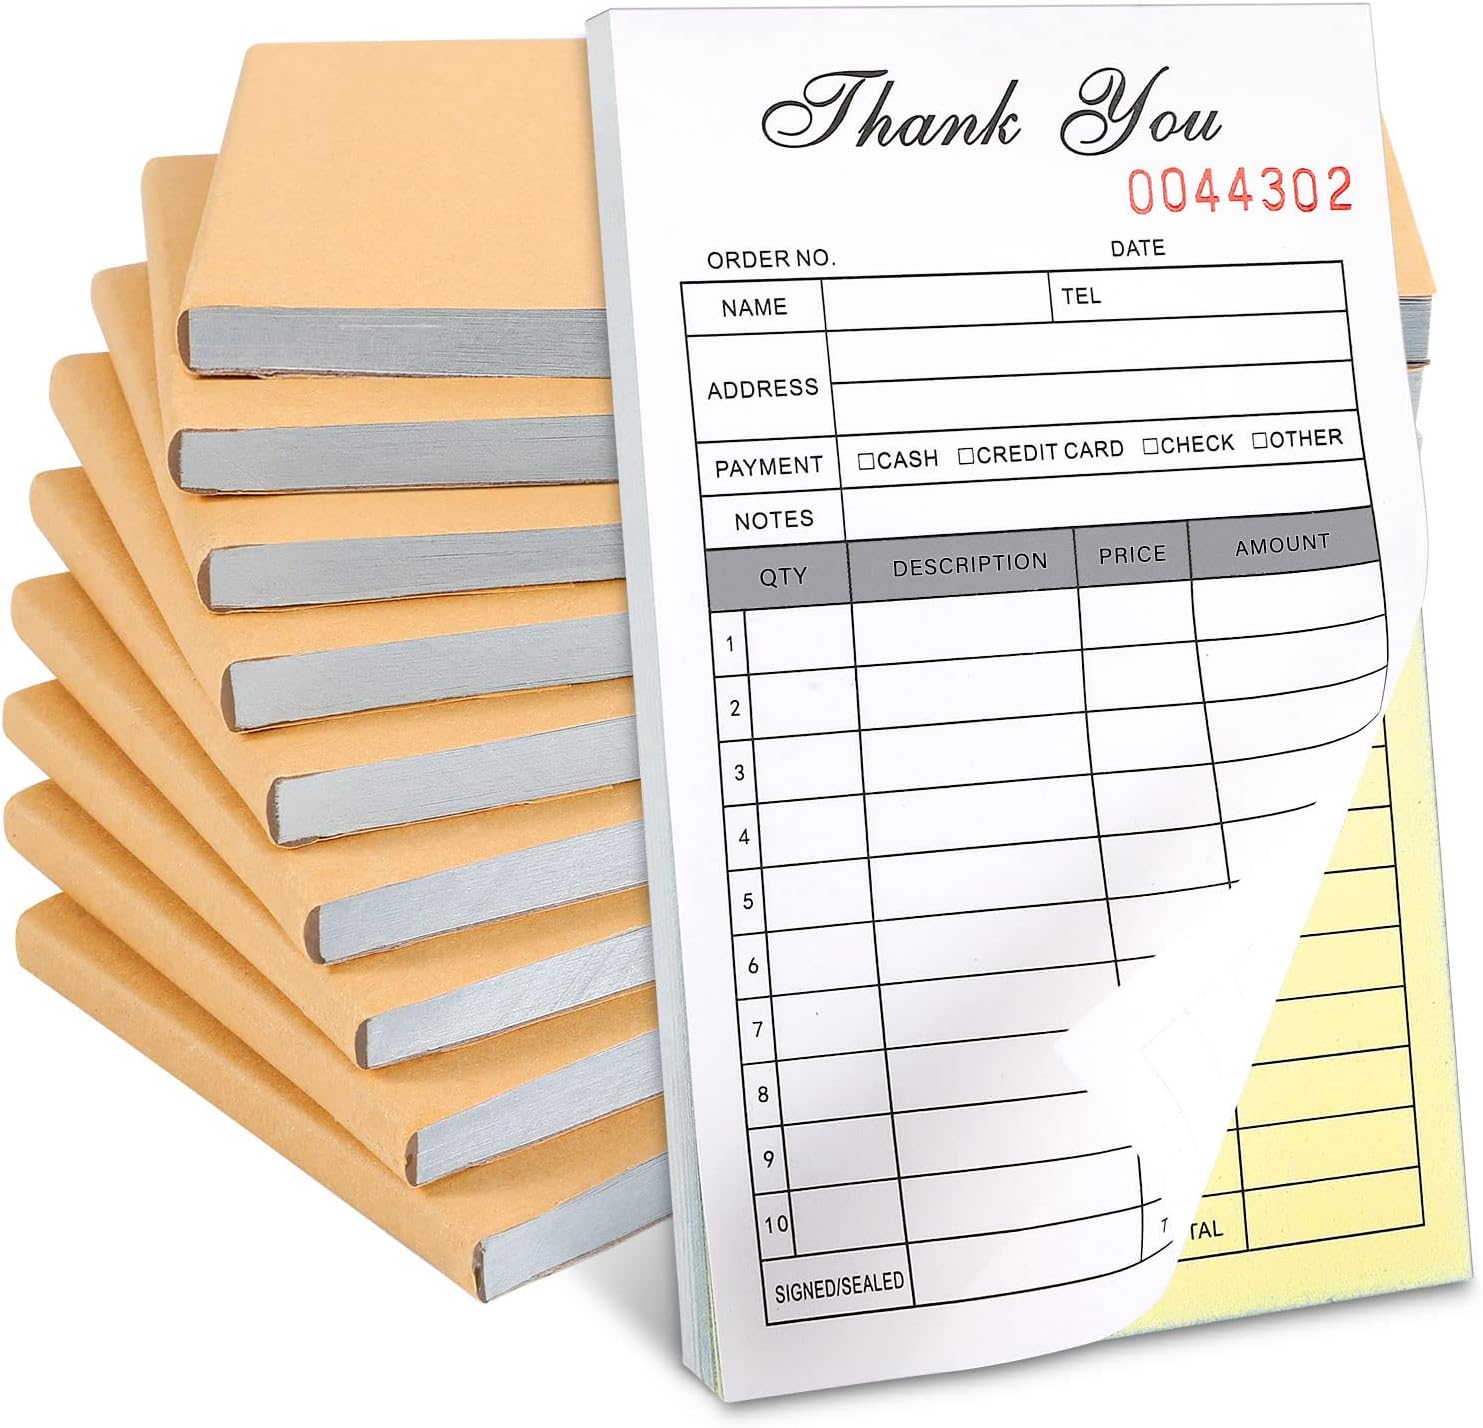 Thank You
0044302
ORDER NO. DATE
NAME TEL
ADDRESS
PAYMENT □CASH □CREDIT CARD □CHECK □OTHER
NOTES
QTY DESCRIPTION PRICE AMOUNT
1
2
3
4
5
6
7
8
9
10
T TAL
SIGNED/SEALED